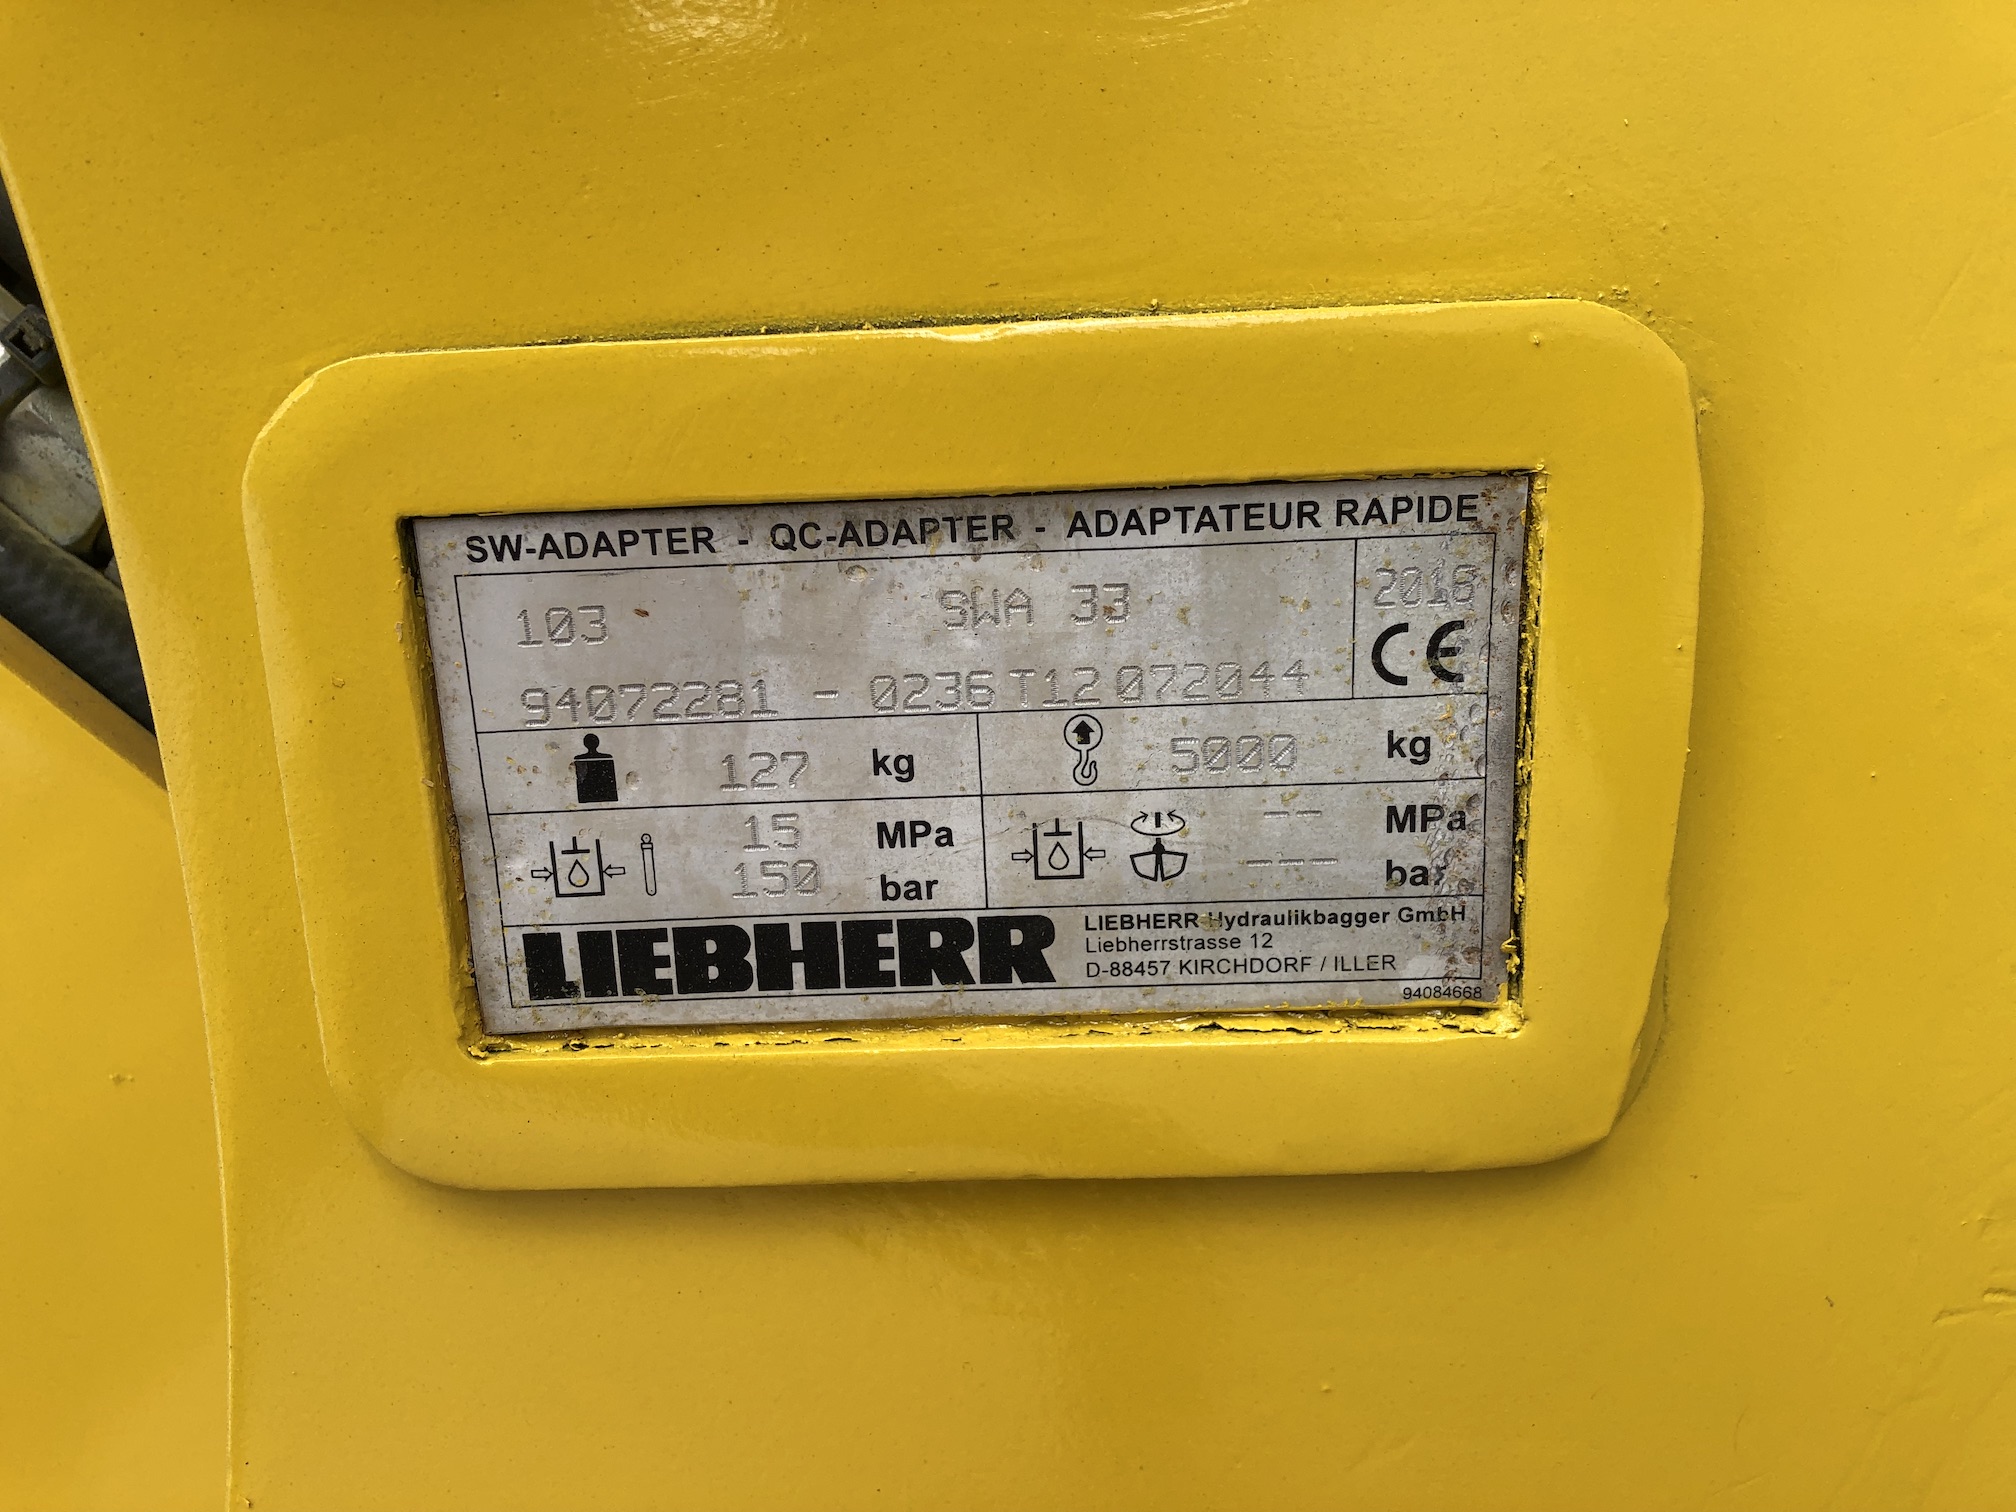 SW-ADAPTER - QC-ADAPTER - ADAPTATEUR RAPIDE
103 SWA 33 2018
CE
94072281 - 0236 T12 072044
127 kg 5000 kg
15 MPa -- MPa
150 bar --- bar
LIEBHERR
LIEBHERR-Hydraulikbagger GmbH
Liebherrstrasse 12
D-88457 KIRCHDORF / ILLER
94084668